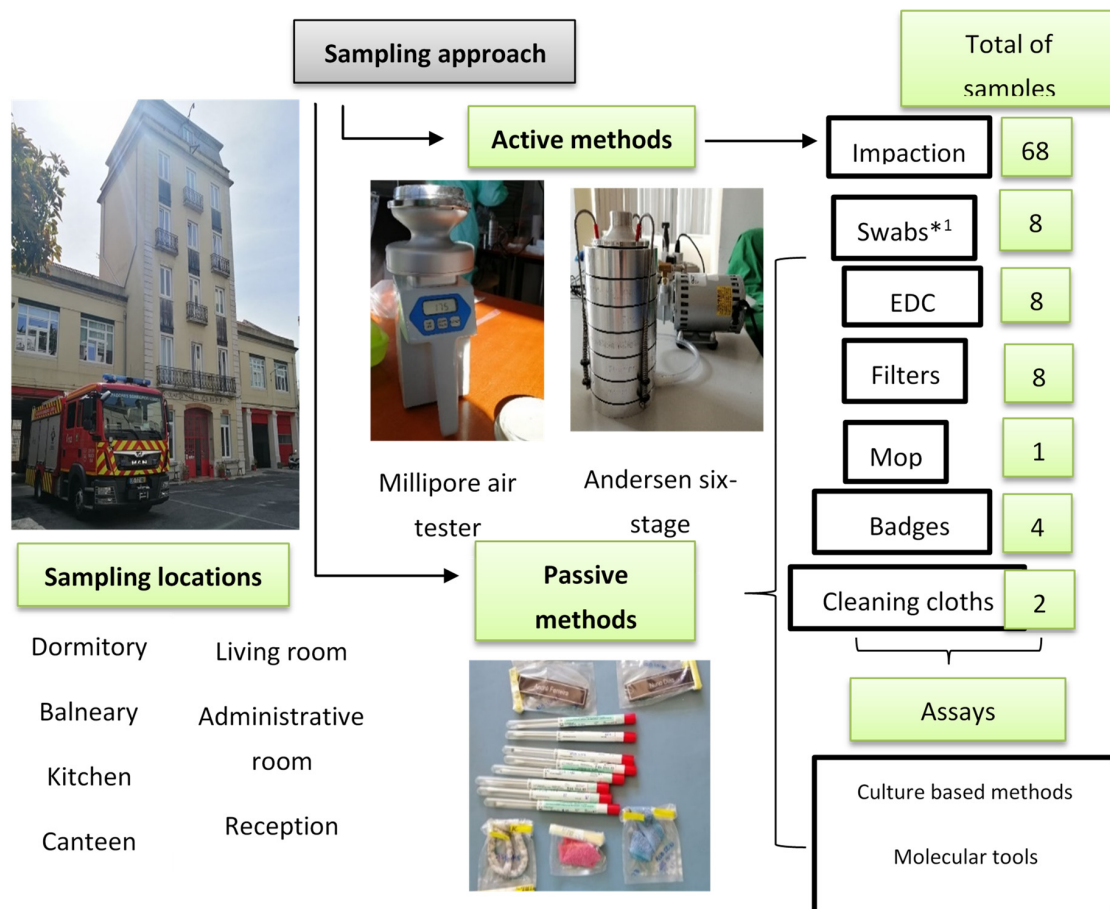 Sampling approach
Total of
samples
Active methods
Impaction
68
Swabs*1
8
EDC
8
Filters
8
Mop
1
Badges
4
Cleaning cloths
2
Millipore air
tester
Andersen six-
stage
Sampling locations
Dormitory
Living room
Balneary
Administrative
room
Kitchen
Canteen
Reception
Passive
methods
Assays
Culture based methods
Molecular tools
MAN